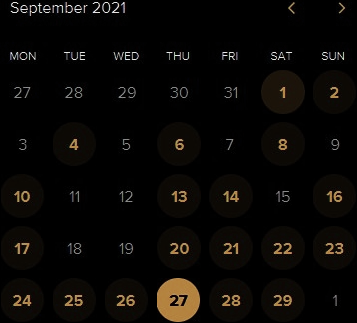 September 2021 < >
MON TUE WED THU FRI SAT SUN
27 28 29 30 31 1 2
3 4 5 6 7 8 9
10 11 12 13 14 15 16
17 18 19 20 21 22 23
24 25 26 27 28 29 1